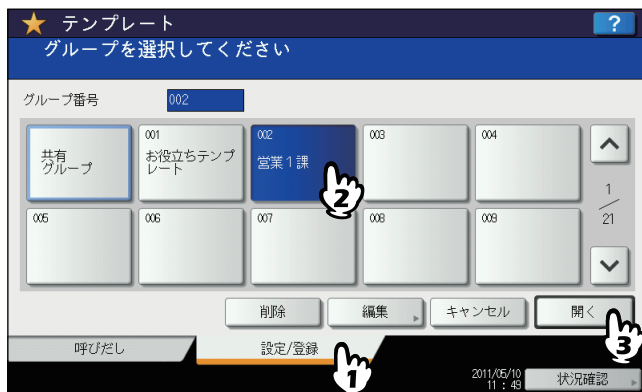 テンプレート
?
グループを選択してください
グループ番号 002
共有
グループ
001
お役立ちテンプ
レート
002
営業1課
003
004
1
21
005
006
007
008
009
削除
編集
キャンセル
開く
呼びだし
設定/登録
2011/05/10
11 : 49
状況確認
1
2
3